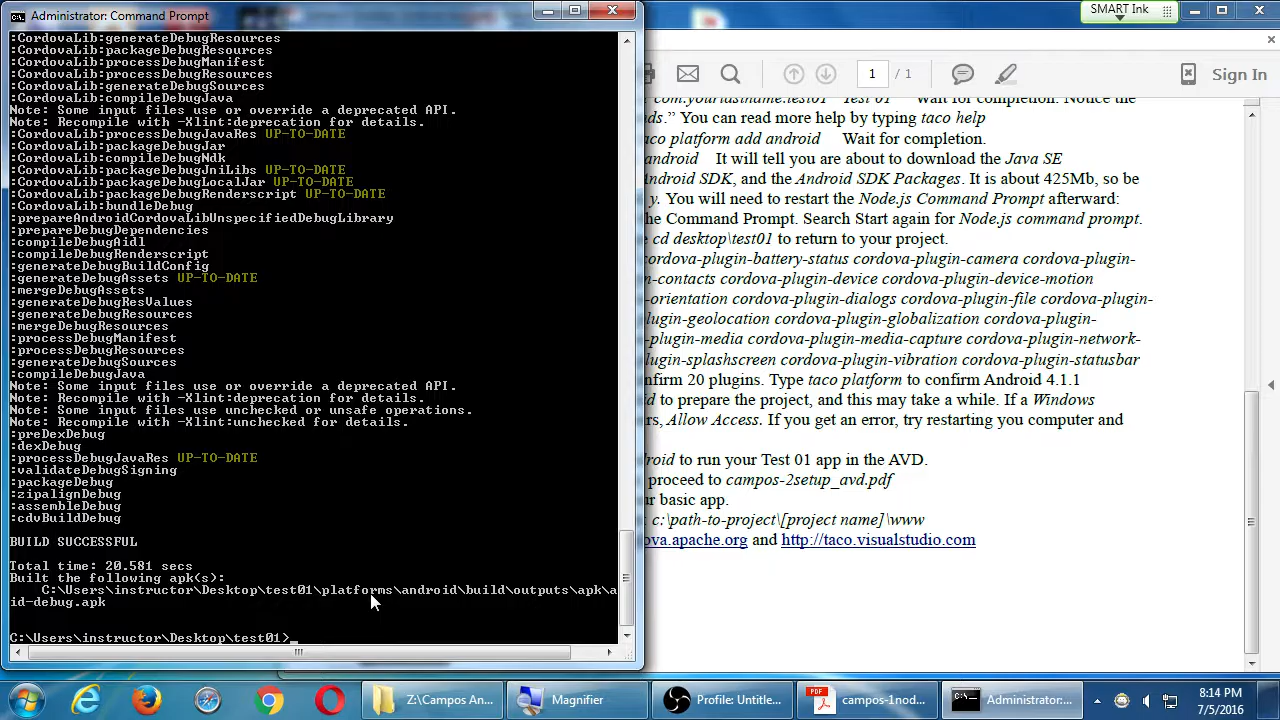 Administrator: Command Prompt
:CordovaLib:generateDebugResources
:CordovaLib:packageDebugResources
:CordovaLib:processDebugManifest
:CordovaLib:processDebugResources
:CordovaLib:generateDebugSources
:CordovaLib:compileDebugJava
Note: Some input files use or override a deprecated API.
Note: Recompile with -Xlint:deprecation for details.
:CordovaLib:processDebugJavaRes UP-TO-DATE
:CordovaLib:packageDebugJar
:CordovaLib:compileDebugNdk
:CordovaLib:packageDebugJniLibs UP-TO-DATE
:CordovaLib:packageDebugLocalJar UP-TO-DATE
:CordovaLib:packageDebugRenderscript UP-TO-DATE
:CordovaLib:bundleDebug
:prepareAndroidCordovaLibUnspecifiedDebugLibrary
:prepareDebugDependencies
:compileDebugAidl
:compileDebugRenderscript
:generateDebugBuildConfig
:generateDebugAssets UP-TO-DATE
:mergeDebugAssets
:generateDebugResValues
:generateDebugResources
:mergeDebugResources
:processDebugManifest
:processDebugResources
:generateDebugSources
:compileDebugJava
Note: Some input files use or override a deprecated API.
Note: Recompile with -Xlint:deprecation for details.
Note: Some input files use unchecked or unsafe operations.
Note: Recompile with -Xlint:unchecked for details.
:preDexDebug
:dexDebug
:processDebugJavaRes UP-TO-DATE
:validateDebugSigning
:packageDebug
:zipalignDebug
:assembleDebug
:cdvBuildDebug
BUILD SUCCESSFUL
Total time: 20.581 secs
Built the following apk(s):
C:\Users\instructor\Desktop\test01\platforms\android\build\outputs\apk\a
id-debug.apk
C:\Users\instructor\Desktop\test01>_
SMART Ink
1 / 1
Sign In
com.yourlastname.test01 Test 01 Wait for completion. Notice the
nds.” You can read more help by typing taco help
aco platform add android Wait for completion.
android It will tell you are about to download the Java SE
Android SDK, and the Android SDK Packages. It is about 425Mb, so be
y. You will need to restart the Node.js Command Prompt afterward:
he Command Prompt. Search Start again for Node.js command prompt.
e cd desktop\test01 to return to your project.
cordova-plugin-battery-status cordova-plugin-camera cordova-plugin-
n-contacts cordova-plugin-device cordova-plugin-device-motion
-orientation cordova-plugin-dialogs cordova-plugin-file cordova-plugin-
plugin-geolocation cordova-plugin-globalization cordova-plugin-
-plugin-media cordova-plugin-media-capture cordova-plugin-network-
plugin-splashscreen cordova-plugin-vibration cordova-plugin-statusbar
nfirm 20 plugins. Type taco platform to confirm Android 4.1.1
id to prepare the project, and this may take a while. If a Windows
rs, Allow Access. If you get an error, try restarting you computer and
droid to run your Test 01 app in the AVD.
proceed to campos-2setup_avd.pdf
ur basic app.
c:\path-to-project\[project name]\www
ova.apache.org and http://taco.visualstudio.com
Z:\Campos An...
Magnifier
Profile: Untitle...
PDF
campos-1nod...
Administrator:...
8:14 PM
7/5/2016